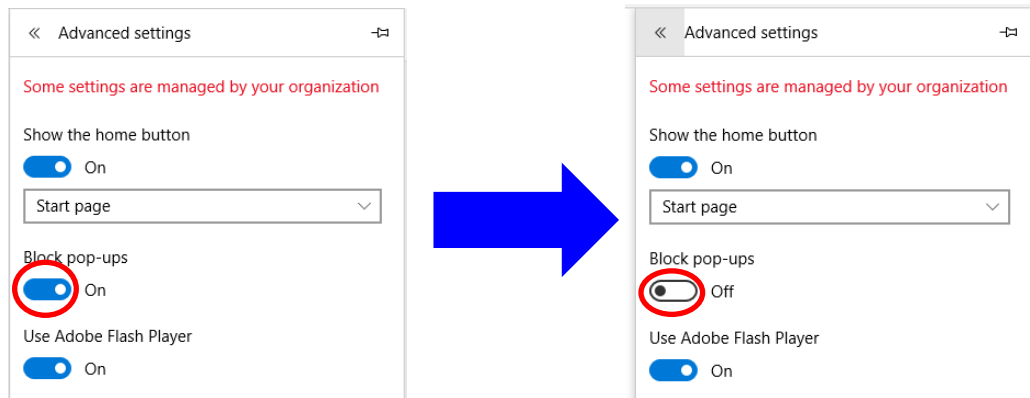 « Advanced settings
Some settings are managed by your organization
Show the home button
On
Start page
Block pop-ups
On
Use Adobe Flash Player
On
« Advanced settings
Some settings are managed by your organization
Show the home button
On
Start page
Block pop-ups
Off
Use Adobe Flash Player
On